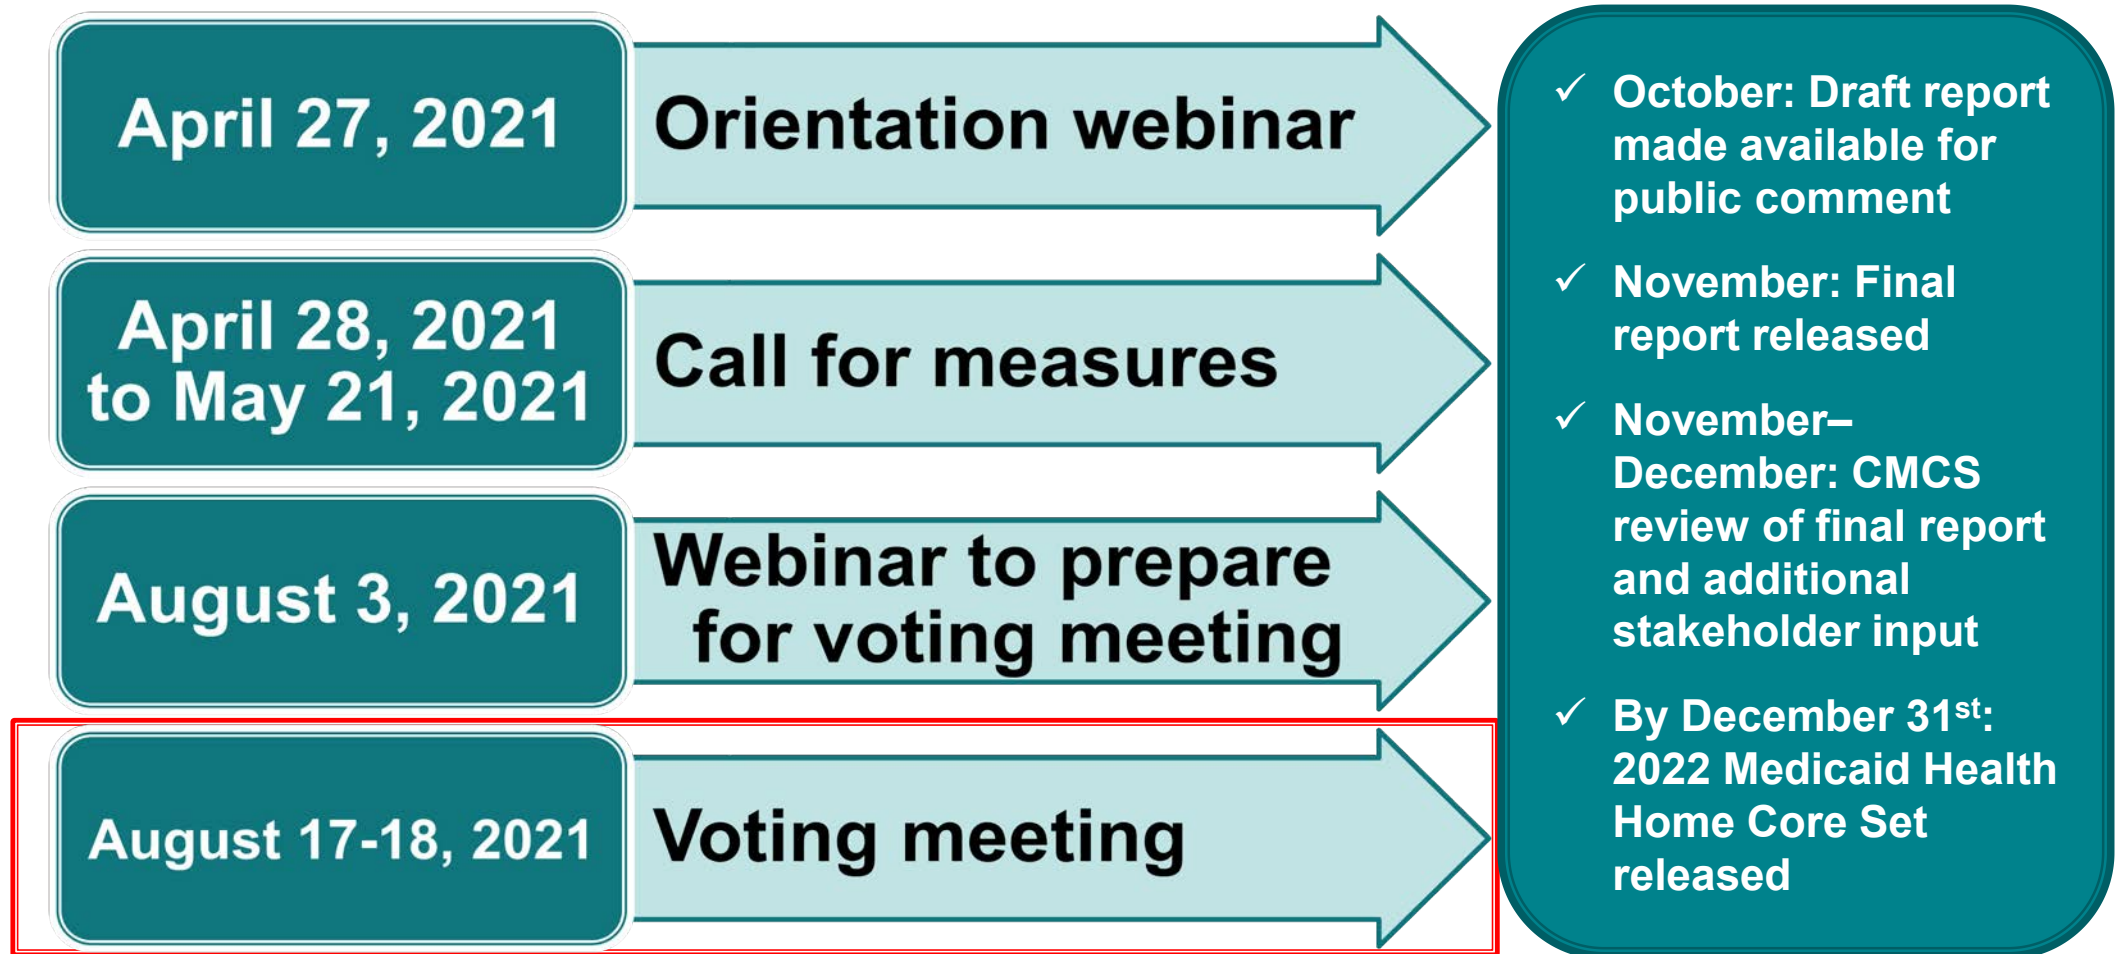 April 27, 2021
Orientation webinar
April 28, 2021
to May 21, 2021
Call for measures
August 3, 2021
Webinar to prepare
for voting meeting
August 17-18, 2021
Voting meeting
✓ October: Draft report
made available for
public comment
✓ November: Final
report released
✓ November–
December: CMCS
review of final report
and additional
stakeholder input
✓ By December 31st:
2022 Medicaid Health
Home Core Set
released